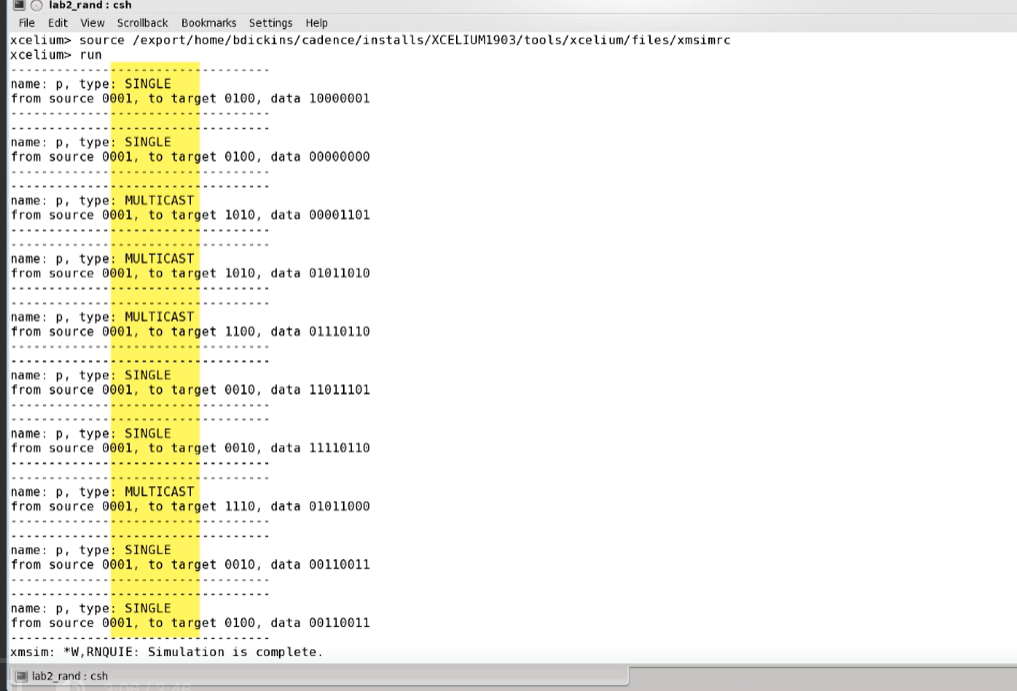 lab2_rand : csh
File Edit View Scrollback Bookmarks Settings Help
xcelium> source /export/home/bdickins/cadence/installs/XCELIUM1903/tools/xcelium/files/xmsimrc
xcelium> run
----------------------------------
name: p, type: SINGLE
from source 0001, to target 0100, data 10000001
----------------------------------
----------------------------------
name: p, type: SINGLE
from source 0001, to target 0100, data 00000000
----------------------------------
----------------------------------
name: p, type: MULTICAST
from source 0001, to target 1010, data 00001101
----------------------------------
----------------------------------
name: p, type: MULTICAST
from source 0001, to target 1010, data 01011010
----------------------------------
----------------------------------
name: p, type: MULTICAST
from source 0001, to target 1100, data 01110110
----------------------------------
----------------------------------
name: p, type: SINGLE
from source 0001, to target 0010, data 11011101
----------------------------------
----------------------------------
name: p, type: SINGLE
from source 0001, to target 0010, data 11110110
----------------------------------
----------------------------------
name: p, type: MULTICAST
from source 0001, to target 1110, data 01011000
----------------------------------
----------------------------------
name: p, type: SINGLE
from source 0001, to target 0010, data 00110011
----------------------------------
----------------------------------
name: p, type: SINGLE
from source 0001, to target 0100, data 00110011
----------------------------------
xmsim: *W,RNQUIE: Simulation is complete.
lab2_rand : csh